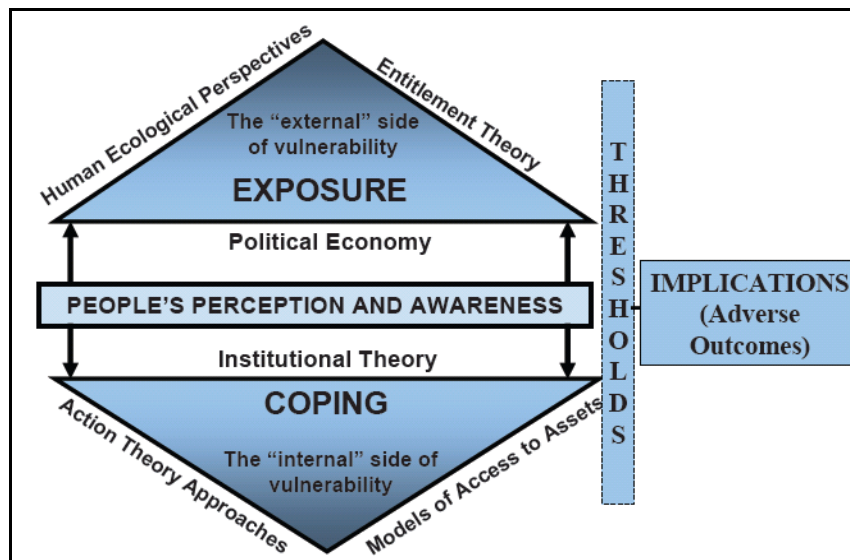 Human Ecological Perspectives
Entitlement Theory
The “external” side
of vulnerability
EXPOSURE
Political Economy
PEOPLE’S PERCEPTION AND AWARENESS
Institutional Theory
COPING
The “internal” side of
vulnerability
Action Theory Approaches
Models of Access to Assets
THRESHOLDS
IMPLICATIONS
(Adverse
Outcomes)